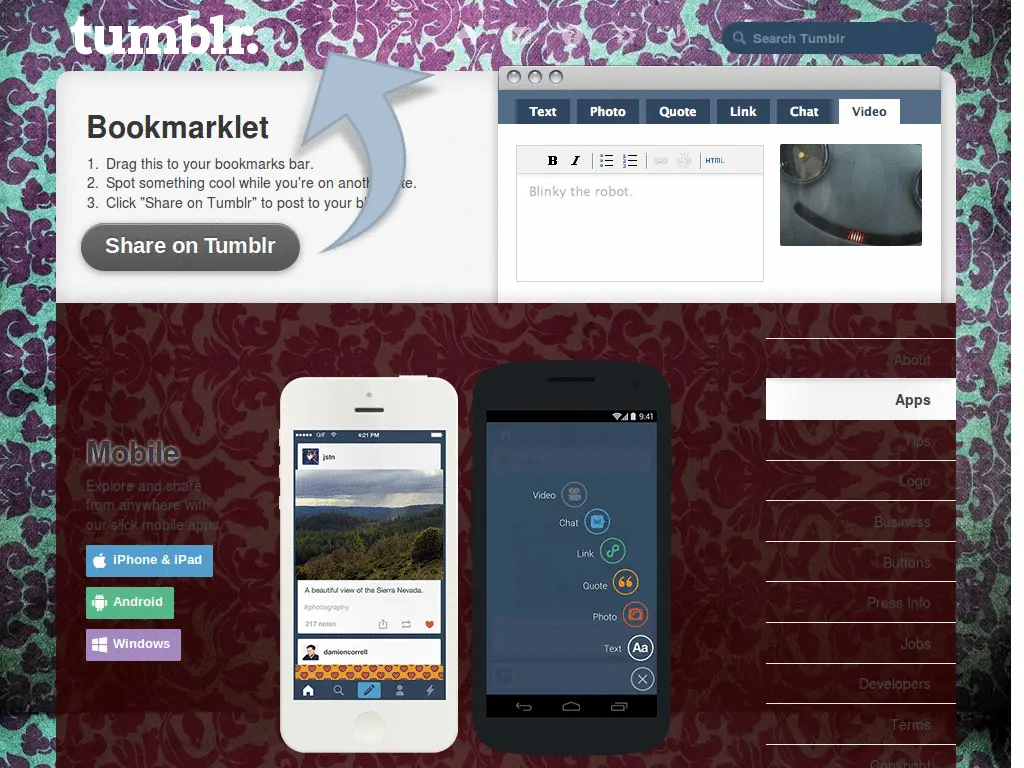 tumblr.
Search Tumblr
Bookmarklet
1. Drag this to your bookmarks bar.
2. Spot something cool while you're on anoth te.
3. Click "Share on Tumblr" to post to your bl
Share on Tumblr
Text Photo Quote Link Chat Video
B I HTML
Blinky the robot.
About
Apps
Tips
Logo
Business
Buttons
Press Info
Jobs
Developers
Terms
Copyright
Mobile
Explore and share
from anywhere with
our slick mobile apps.
iPhone & iPad
Android
Windows
GIF 4:21 PM
jstn
A beautiful view of the Sierra Nevada.
#photography
217 notes
damiencorrell
9:41
Video
Chat
Link
Quote
Photo
Text Aa